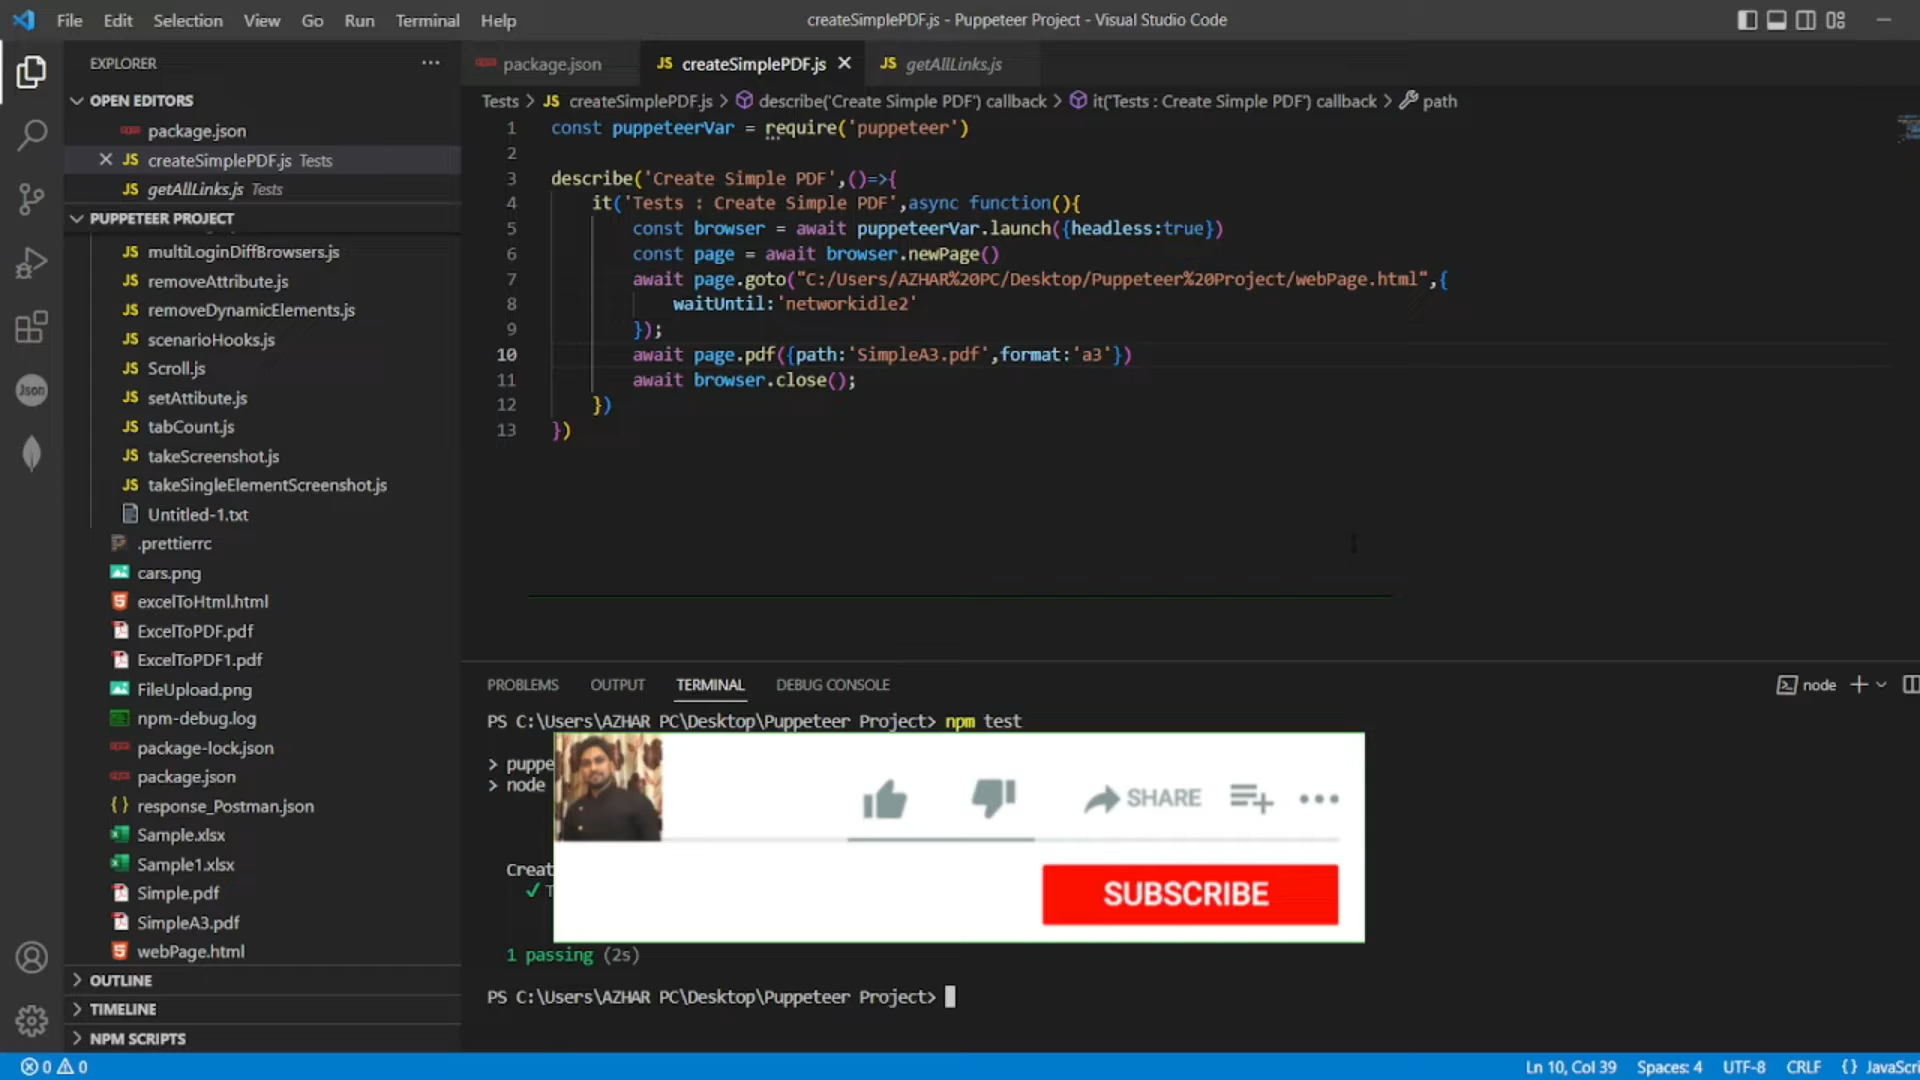 File Edit Selection View Go Run Terminal Help
createSimplePDF.js - Puppeteer Project - Visual Studio Code
EXPLORER
OPEN EDITORS
package.json
createSimplePDF.js Tests
getAllLinks.js Tests
PUPPETEER PROJECT
multiLoginDiffBrowsers.js
removeAttribute.js
removeDynamicElements.js
scenarioHooks.js
Scroll.js
setAttibute.js
tabCount.js
takeScreenshot.js
takeSingleElementScreenshot.js
Untitled-1.txt
.prettierrc
cars.png
excelToHtml.html
ExcelToPDF.pdf
ExcelToPDF1.pdf
FileUpload.png
npm-debug.log
package-lock.json
package.json
response_Postman.json
Sample.xlsx
Sample1.xlsx
Simple.pdf
SimpleA3.pdf
webPage.html
OUTLINE
TIMELINE
NPM SCRIPTS
package.json
JS createSimplePDF.js
JS getAllLinks.js
Tests > JS createSimplePDF.js > describe('Create Simple PDF') callback > it('Tests : Create Simple PDF') callback > path
1 const puppeteerVar = require('puppeteer')
2
3 describe('Create Simple PDF',()=>{
4 it('Tests : Create Simple PDF',async function(){
5 const browser = await puppeteerVar.launch({headless:true})
6 const page = await browser.newPage()
7 await page.goto("C:/Users/AZHAR%20PC/Desktop/Puppeteer%20Project/webPage.html",{
8 waitUntil:'networkidle2'
9 });
10 await page.pdf({path:'SimpleA3.pdf',format:'a3'})
11 await browser.close();
12 })
13 })
PROBLEMS OUTPUT TERMINAL DEBUG CONSOLE
node
PS C:\Users\AZHAR PC\Desktop\Puppeteer Project> npm test
> puppe
> node
Creat
✓ T
SHARE
SUBSCRIBE
1 passing (2s)
PS C:\Users\AZHAR PC\Desktop\Puppeteer Project>
0 0
Ln 10, Col 39 Spaces: 4 UTF-8 CRLF {} JavaScri
Json